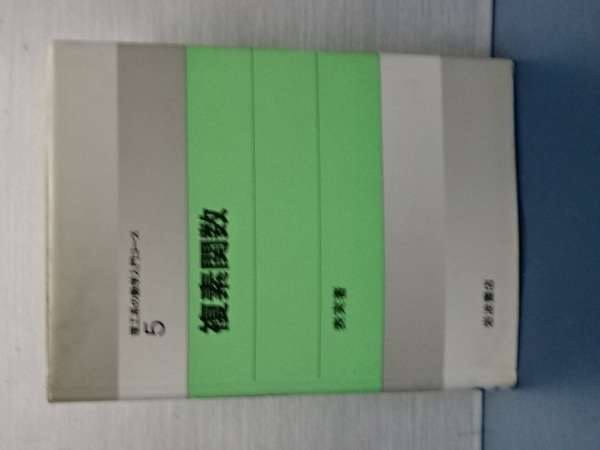 理工系の数学入門コース
5
複素関数
表実著
岩波書店